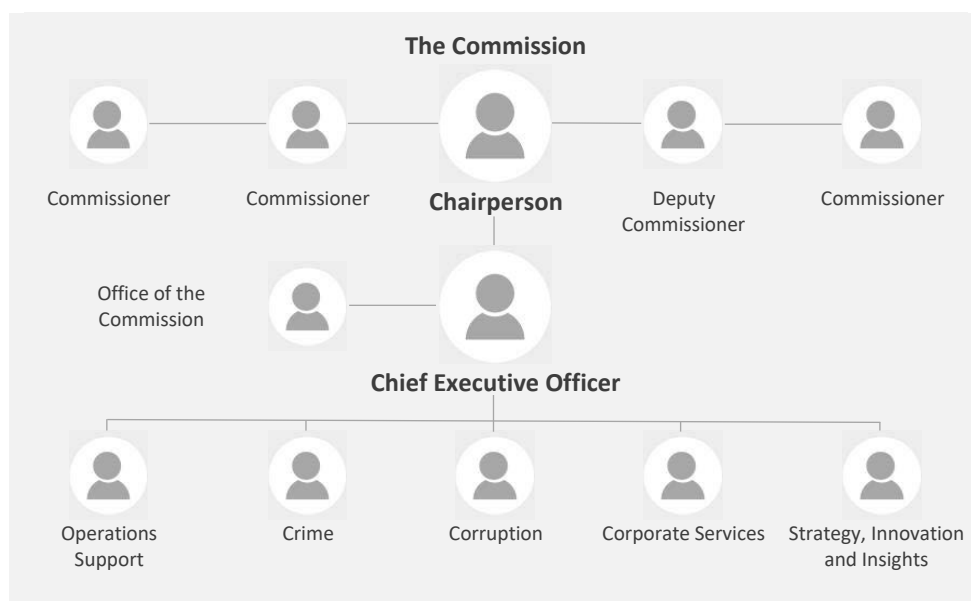 The Commission
Commissioner
Commissioner
Chairperson
Deputy
Commissioner
Commissioner
Office of the
Commission
Chief Executive Officer
Operations
Support
Crime
Corruption
Corporate Services
Strategy, Innovation
and Insights